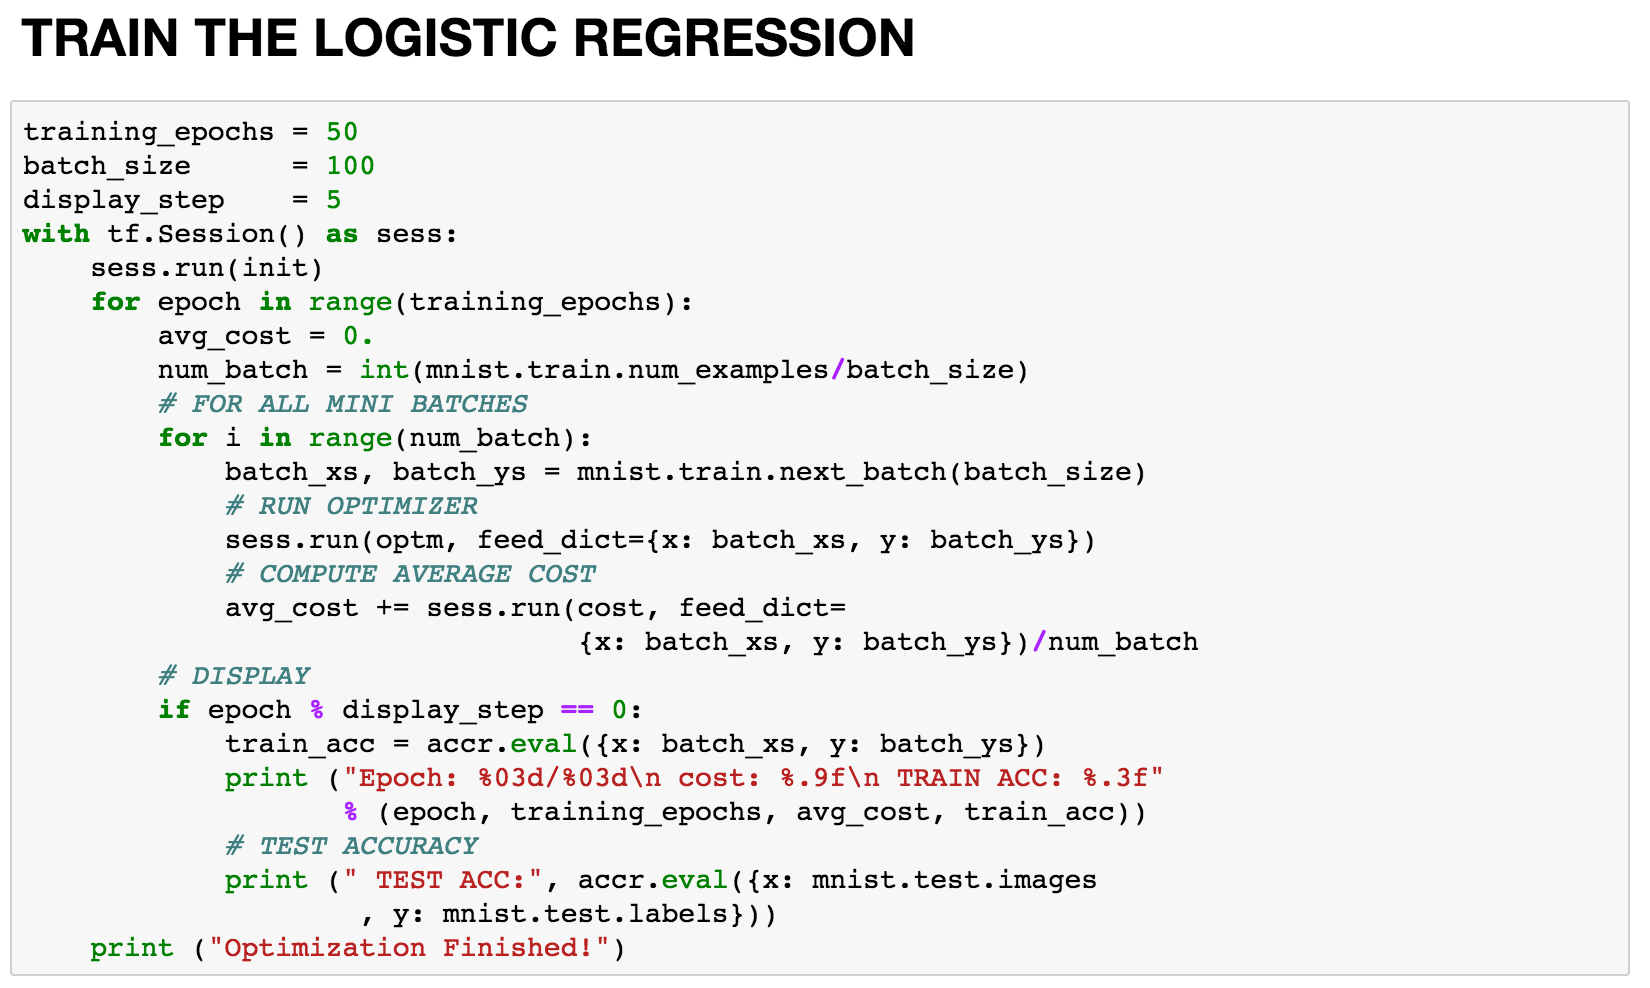 TRAIN THE LOGISTIC REGRESSION
training_epochs = 50
batch_size      = 100
display_step    = 5
with tf.Session() as sess:
    sess.run(init)
    for epoch in range(training_epochs):
        avg_cost = 0.
        num_batch = int(mnist.train.num_examples/batch_size)
        # FOR ALL MINI BATCHES
        for i in range(num_batch):
            batch_xs, batch_ys = mnist.train.next_batch(batch_size)
            # RUN OPTIMIZER
            sess.run(optm, feed_dict={x: batch_xs, y: batch_ys})
            # COMPUTE AVERAGE COST
            avg_cost += sess.run(cost, feed_dict=
                                 {x: batch_xs, y: batch_ys})/num_batch
        # DISPLAY
        if epoch % display_step == 0:
            train_acc = accr.eval({x: batch_xs, y: batch_ys})
            print ("Epoch: %03d/%03d\n cost: %.9f\n TRAIN ACC: %.3f"
                   % (epoch, training_epochs, avg_cost, train_acc))
            # TEST ACCURACY
            print (" TEST ACC:", accr.eval({x: mnist.test.images
                    , y: mnist.test.labels}))
    print ("Optimization Finished!")